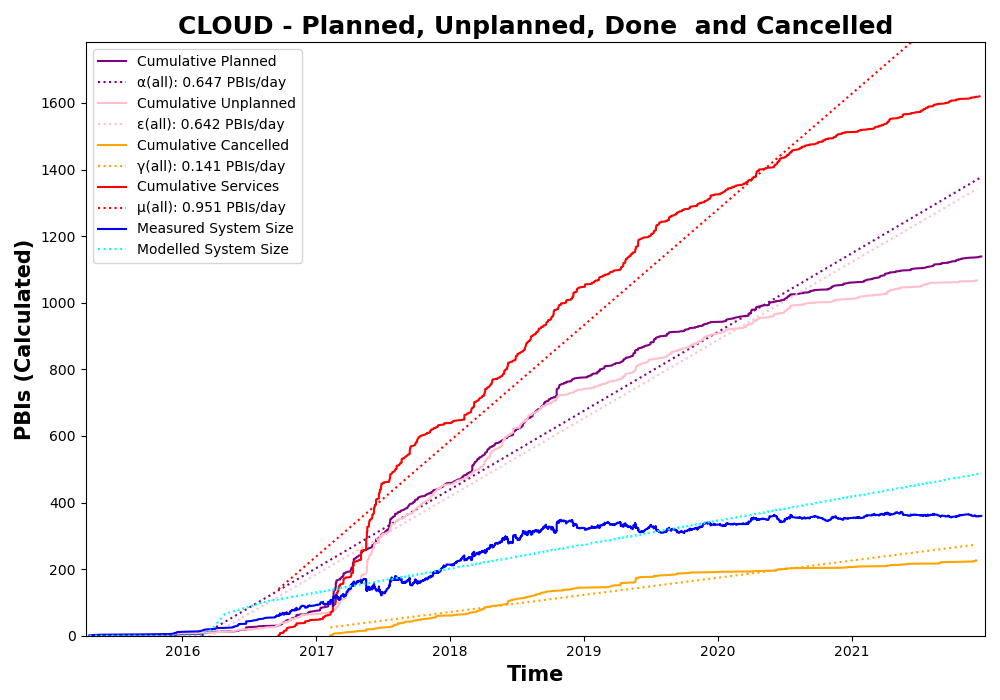 CLOUD - Planned, Unplanned, Done  and Cancelled
Cumulative Planned
α(all): 0.647 PBIs/day
Cumulative Unplanned
ε(all): 0.642 PBIs/day
Cumulative Cancelled
γ(all): 0.141 PBIs/day
Cumulative Services
μ(all): 0.951 PBIs/day
Measured System Size
Modelled System Size
PBIs (Calculated)
1600
1400
1200
1000
800
600
400
200
0
2016 2017 2018 2019 2020 2021
Time